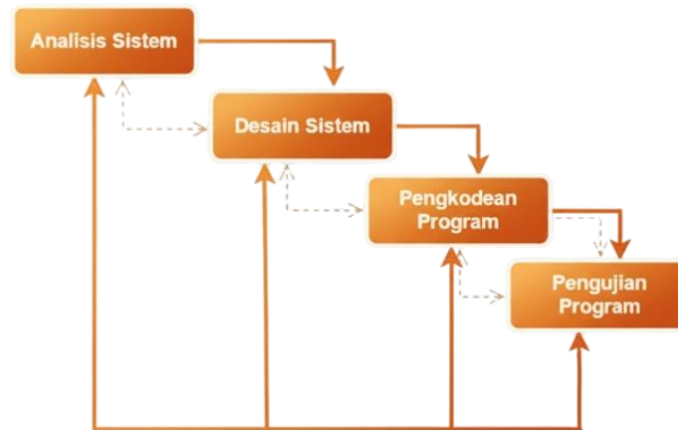 Analisis Sistem
Desain Sistem
Pengkodean
Program
Pengujian
Program